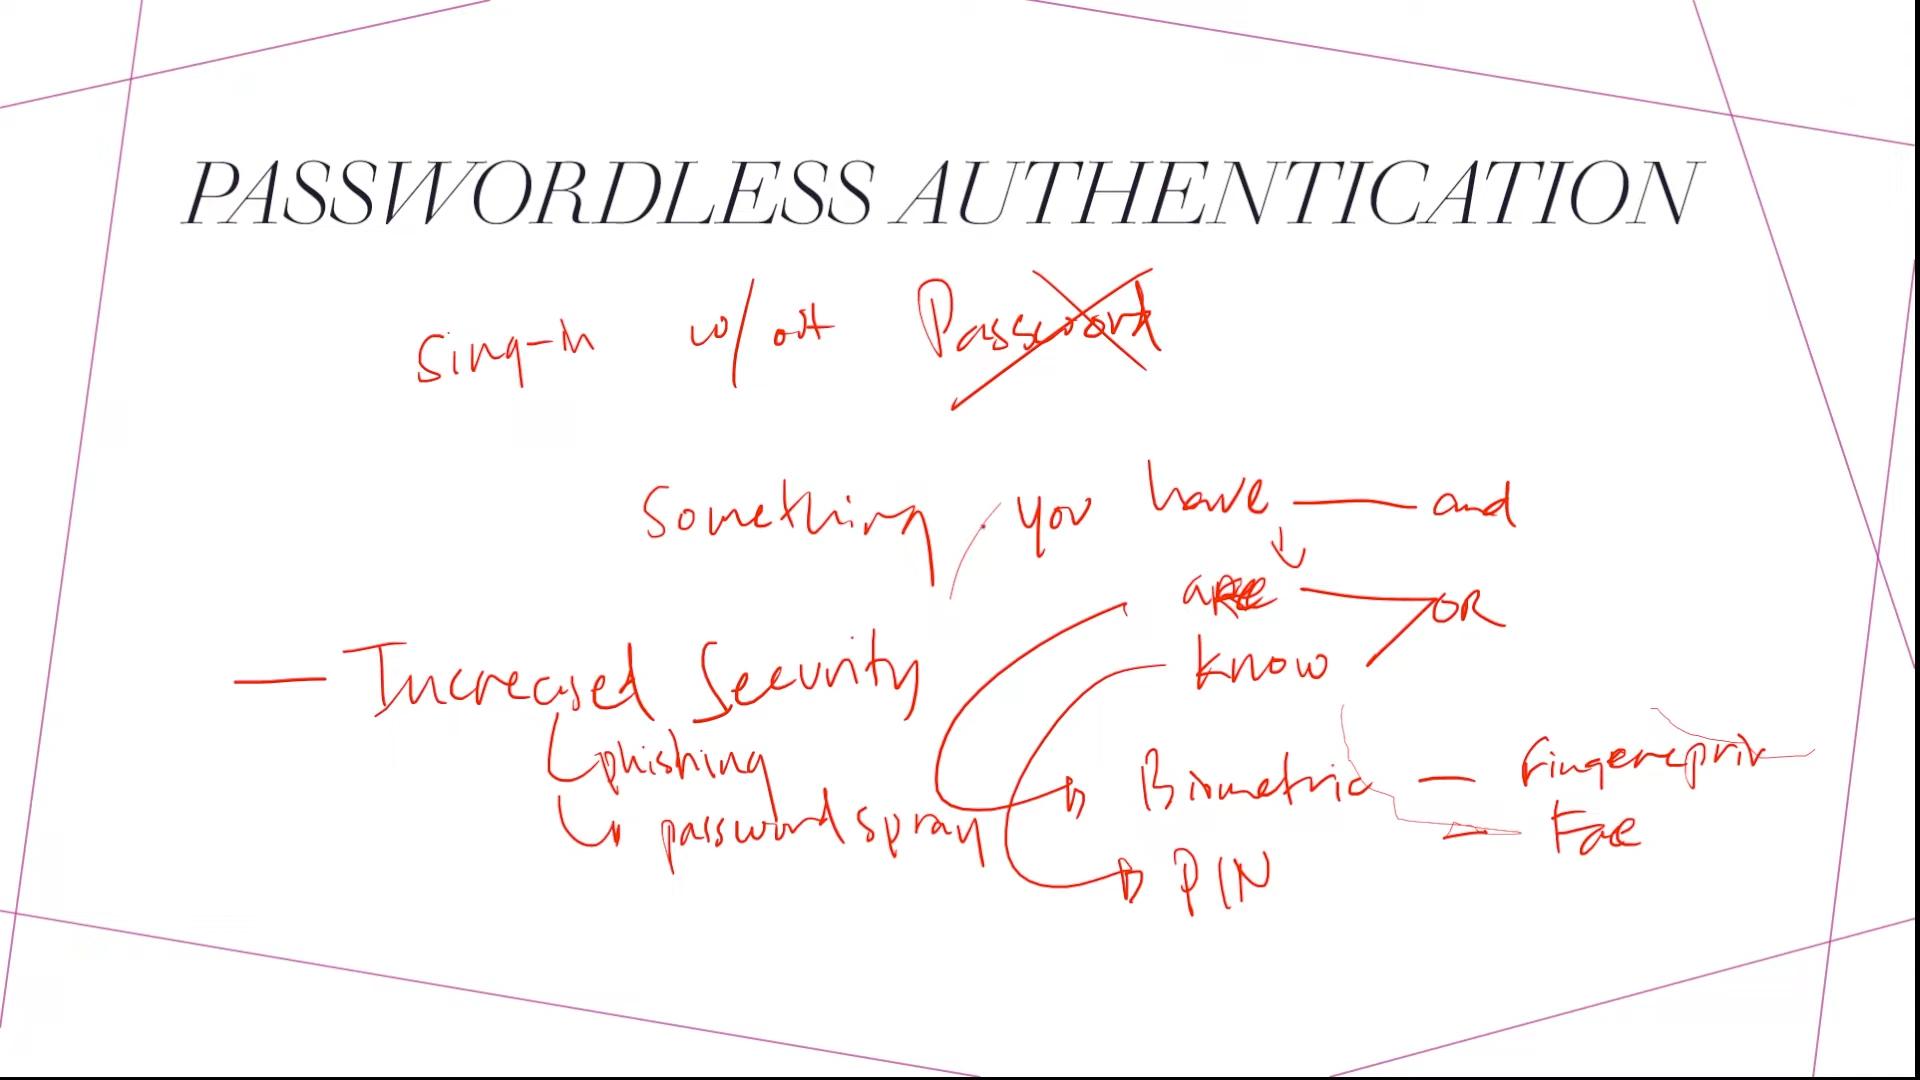 PASSWORDLESS AUTHENTICATION
Sing-in w/out Password
Something you have — and
are — OR
know
— Increased Security
phishing
password spray
Biometric — Fingereprin
— Face
PIN